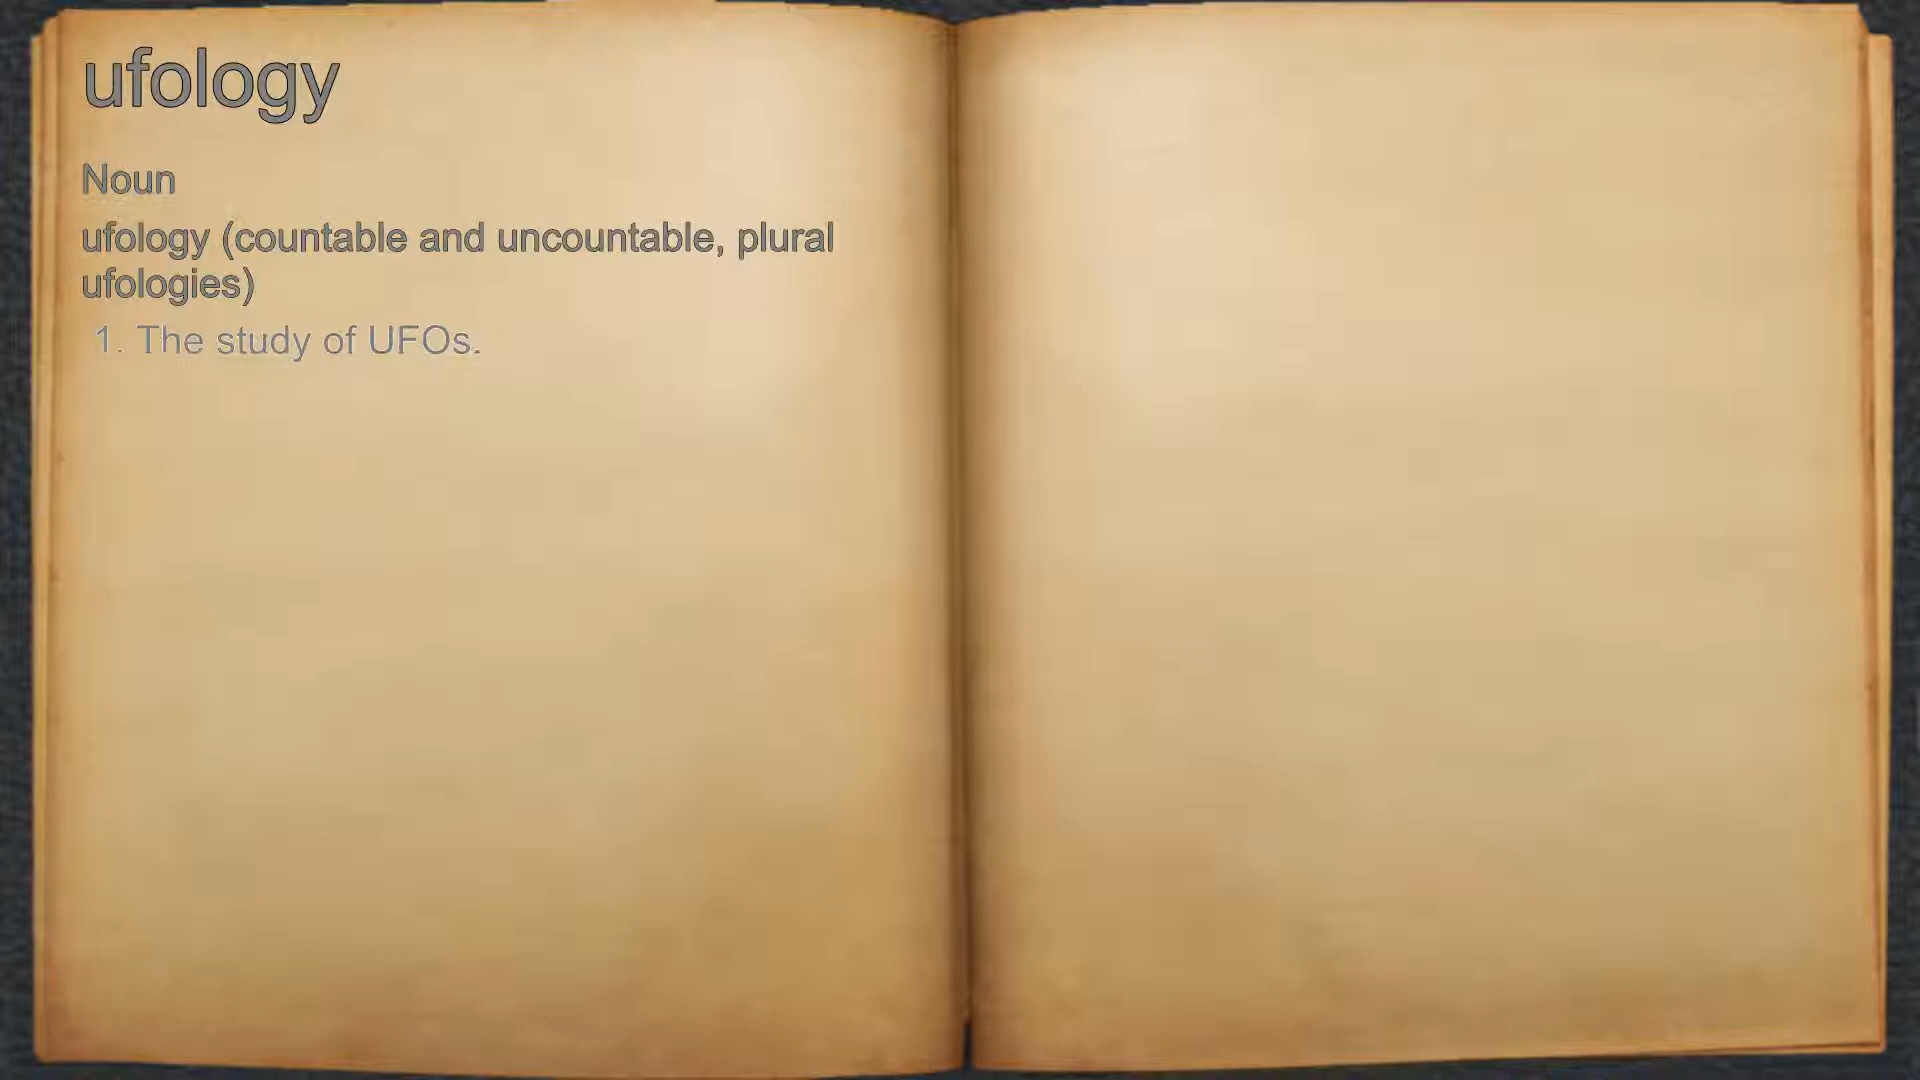 ufology
Noun
ufology (countable and uncountable, plural
ufologies)
1. The study of UFOs.